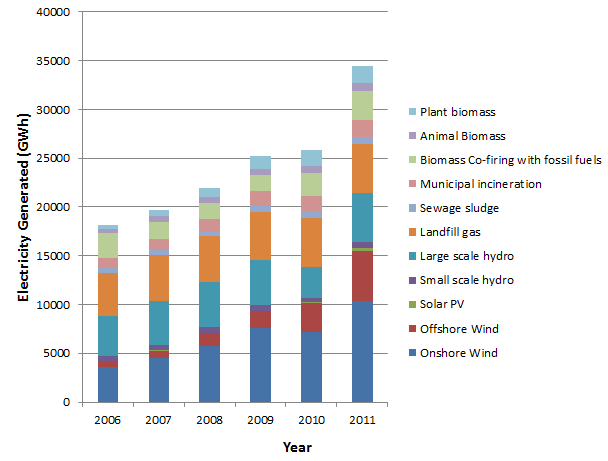 Electricity Generated (GWh)
40000
35000
30000
25000
20000
15000
10000
5000
0
2006 2007 2008 2009 2010 2011
Year
Plant biomass
Animal Biomass
Biomass Co-firing with fossil fuels
Municipal incineration
Sewage sludge
Landfill gas
Large scale hydro
Small scale hydro
Solar PV
Offshore Wind
Onshore Wind